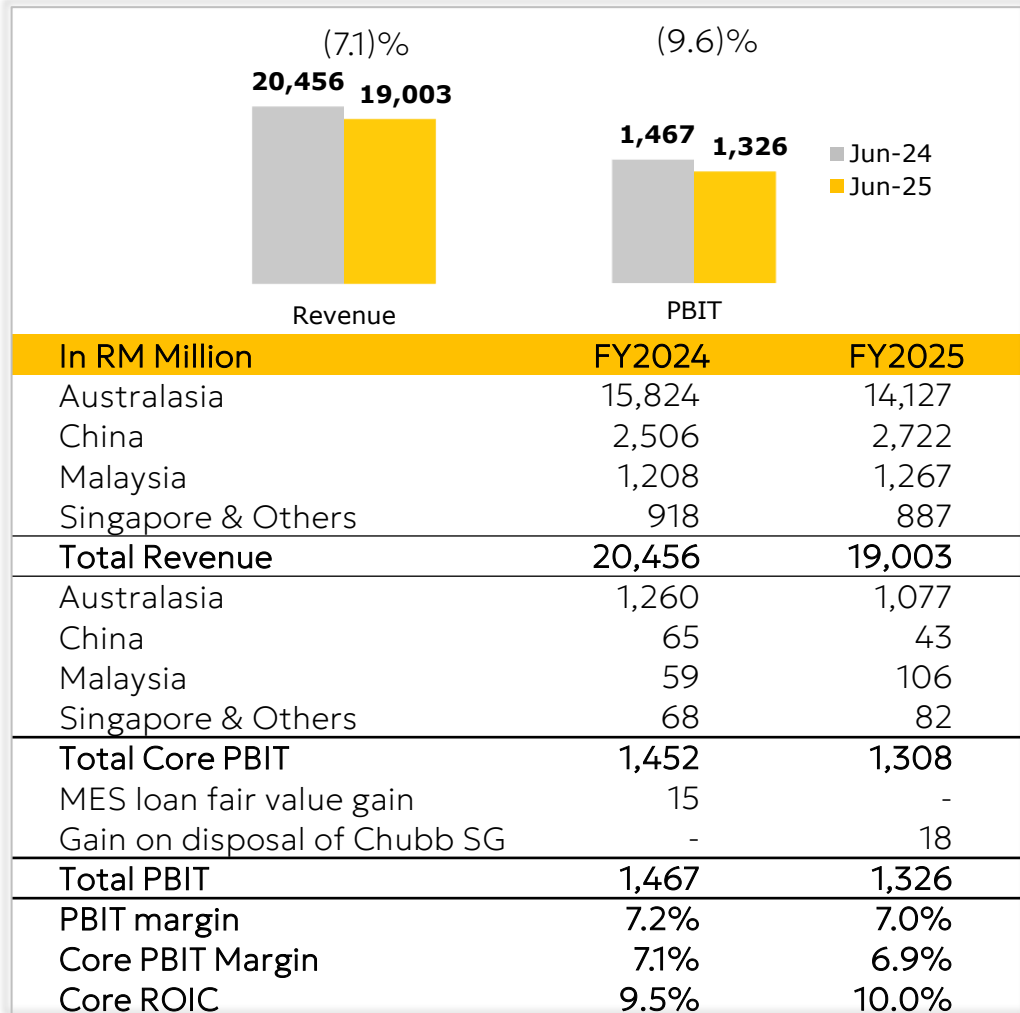 (7.1)% (9.6)%
20,456 19,003 1,467 1,326
Jun-24
Jun-25
Revenue PBIT
In RM Million FY2024 FY2025
Australasia 15,824 14,127
China 2,506 2,722
Malaysia 1,208 1,267
Singapore & Others 918 887
Total Revenue 20,456 19,003
Australasia 1,260 1,077
China 65 43
Malaysia 59 106
Singapore & Others 68 82
Total Core PBIT 1,452 1,308
MES loan fair value gain 15 -
Gain on disposal of Chubb SG - 18
Total PBIT 1,467 1,326
PBIT margin 7.2% 7.0%
Core PBIT Margin 7.1% 6.9%
Core ROIC 9.5% 10.0%